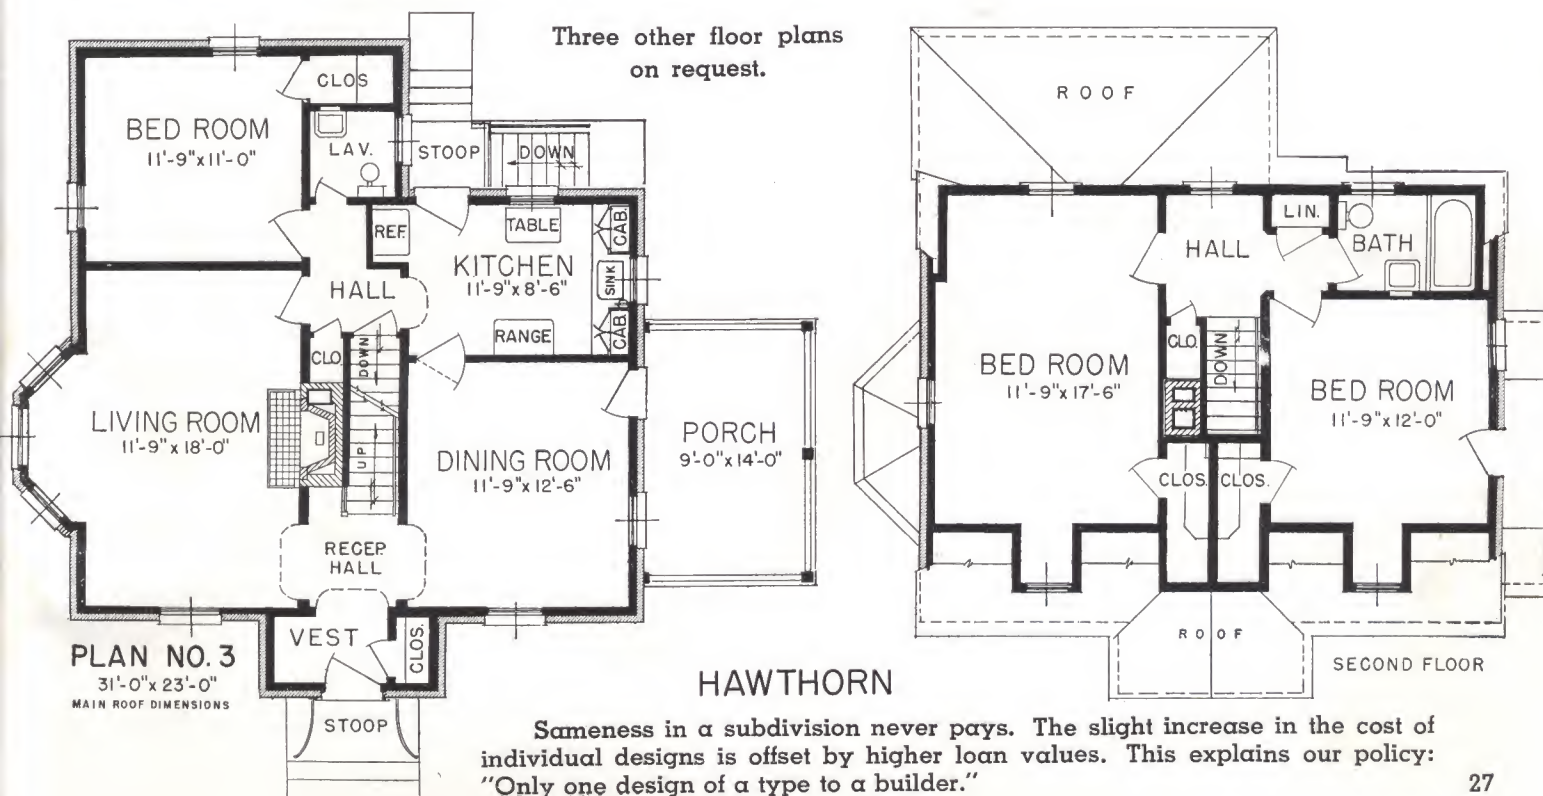 Three other floor plans
on request.
CLOS
BED ROOM
11'-9"x11'-0"
LAV.
STOOP
DOWN
REF.
TABLE
CAB.
KITCHEN
11'-9"x8'-6"
SINK
HALL
RANGE
CAB.
CLO.
DOWN
LIVING ROOM
11'-9"x18'-0"
UP
DINING ROOM
11'-9"x12'-6"
PORCH
9'-0"x14'-0"
RECEP.
HALL
VEST
CLOS.
STOOP
PLAN NO. 3
31'-0"x23'-0"
MAIN ROOF DIMENSIONS
ROOF
LIN.
HALL
BATH
CLO.
DOWN
BED ROOM
11'-9"x17'-6"
BED ROOM
11'-9"x12'-0"
CLOS.
CLOS.
ROOF
SECOND FLOOR
HAWTHORN
Sameness in a subdivision never pays. The slight increase in the cost of
individual designs is offset by higher loan values. This explains our policy:
"Only one design of a type to a builder."
27